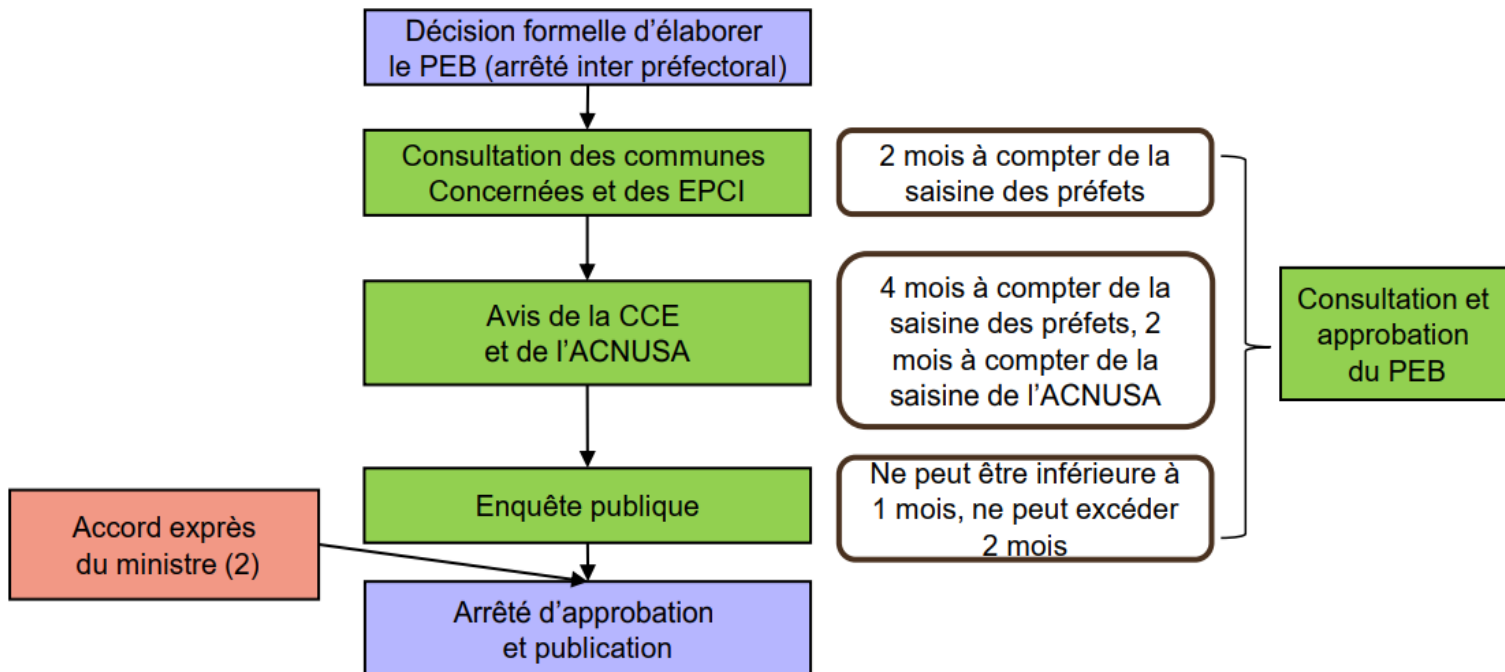 Décision formelle d’élaborer
le PEB (arrêté inter préfectoral)
Consultation des communes
Concernées et des EPCI
2 mois à compter de la
saisine des préfets
Avis de la CCE
et de l’ACNUSA
4 mois à compter de la
saisine des préfets, 2
mois à compter de la
saisine de l’ACNUSA
Consultation et
approbation
du PEB
Enquête publique
Ne peut être inférieure à
1 mois, ne peut excéder
2 mois
Accord exprès
du ministre (2)
Arrêté d’approbation
et publication